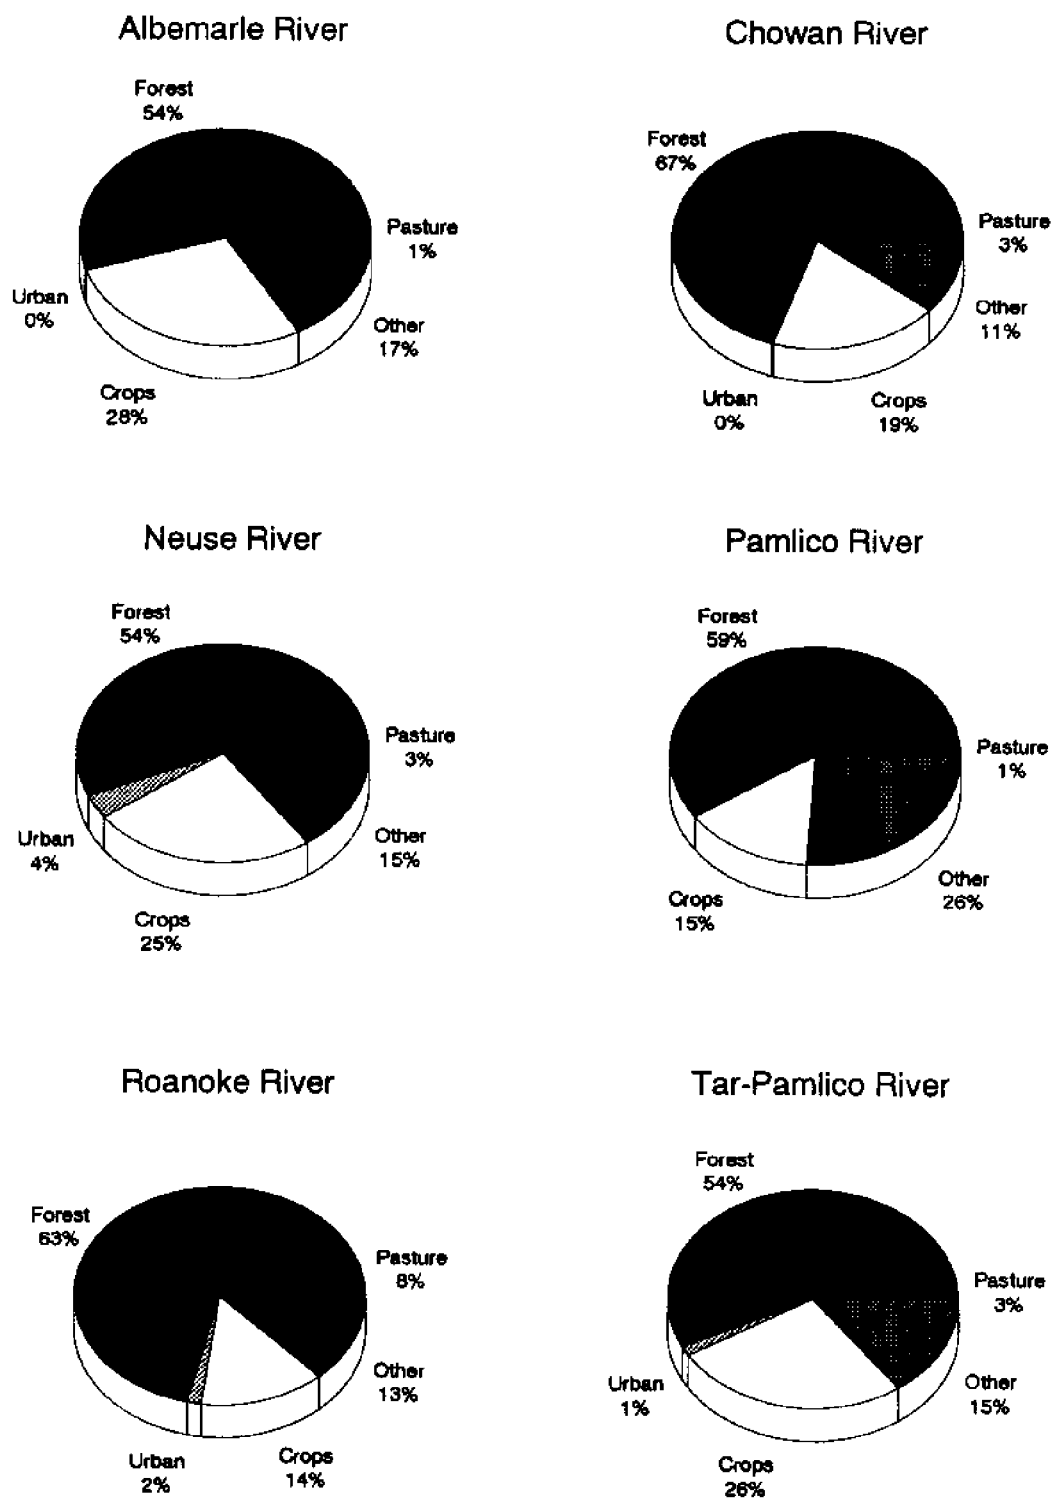 Albemarle River
Forest
54%
Pasture
1%
Urban
0%
Other
17%
Crops
28%
Chowan River
Forest
67%
Pasture
3%
Other
11%
Urban
0%
Crops
19%
Neuse River
Forest
54%
Pasture
3%
Urban
4%
Other
15%
Crops
25%
Pamlico River
Forest
59%
Pasture
1%
Other
26%
Crops
15%
Roanoke River
Forest
63%
Pasture
8%
Other
13%
Urban
2%
Crops
14%
Tar-Pamlico River
Forest
54%
Pasture
3%
Urban
1%
Other
15%
Crops
26%